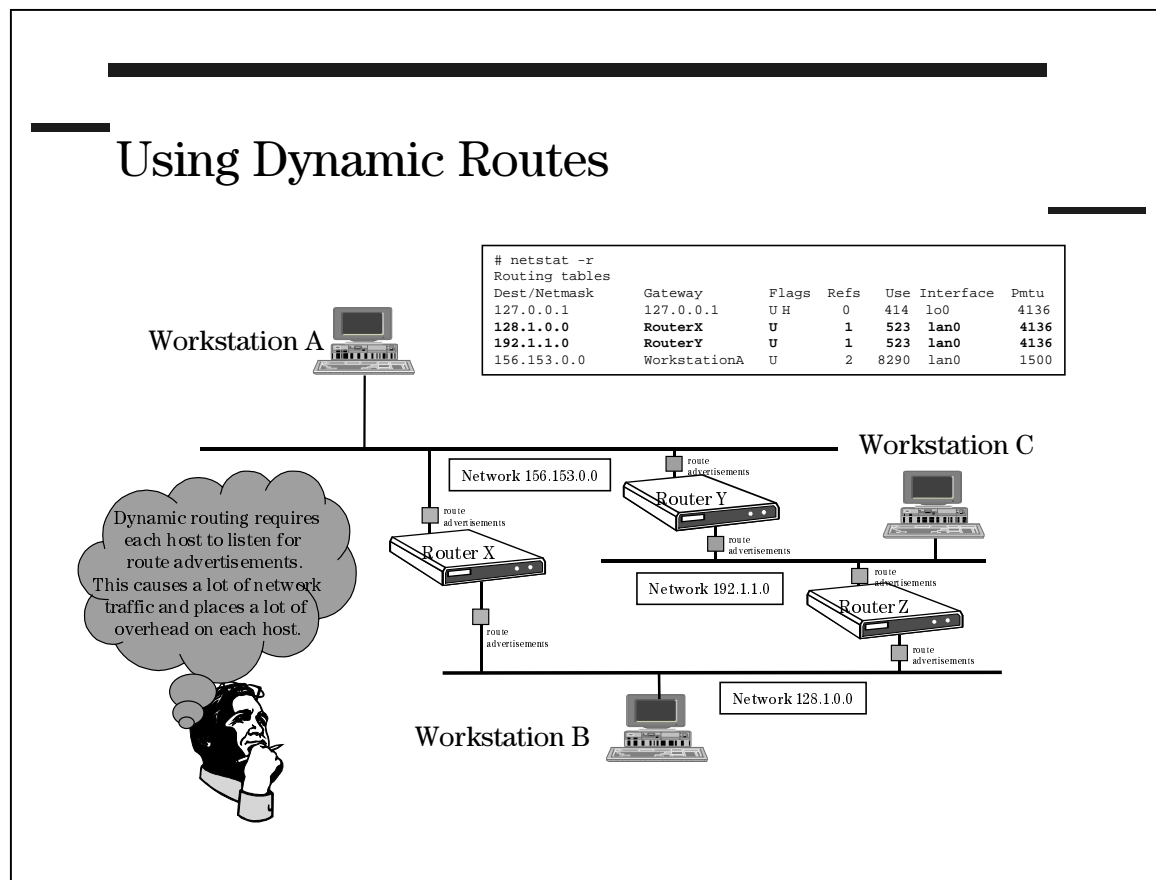 Using Dynamic Routes
# netstat -r
Routing tables
Dest/Netmask Gateway Flags Refs Use Interface Pmtu
127.0.0.1 127.0.0.1 U H 0 414 lo0 4136
128.1.0.0 RouterX U 1 523 lan0 4136
192.1.1.0 RouterY U 1 523 lan0 4136
156.153.0.0 WorkstationA U 2 8290 lan0 1500
Workstation A
Workstation C
Network 156.153.0.0
route
advertisements
Router Y
route
advertisements
route
advertisements
Router X
route
advertisements
Network 192.1.1.0
route
advertisements
Router Z
route
advertisements
Network 128.1.0.0
Workstation B
Dynamic routing requires
each host to listen for
route advertisements.
This causes a lot of network
traffic and places a lot of
overhead on each host.